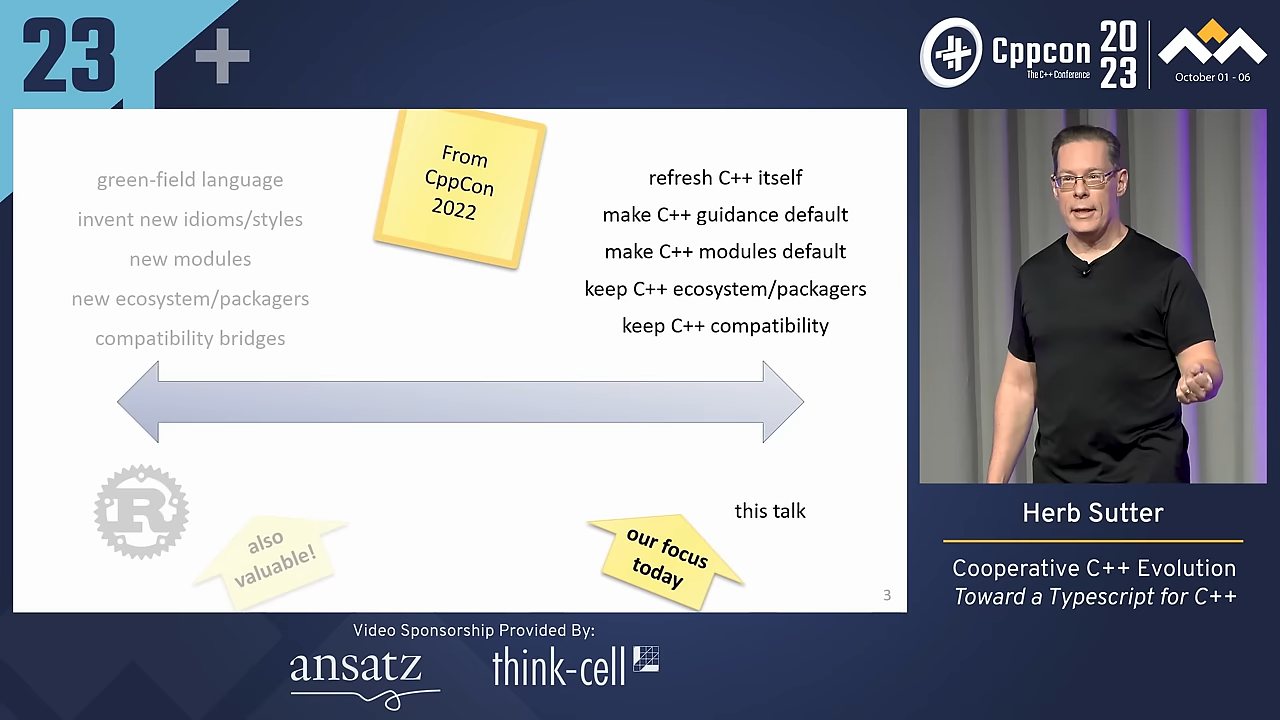 23
Cppcon
The C++ Conference
20
23
October 01 - 06
From
CppCon
2022
green-field language
invent new idioms/styles
new modules
new ecosystem/packagers
compatibility bridges
refresh C++ itself
make C++ guidance default
make C++ modules default
keep C++ ecosystem/packagers
keep C++ compatibility
R
also
valuable!
our focus
today
this talk
3
Herb Sutter
Cooperative C++ Evolution
Toward a Typescript for C++
Video Sponsorship Provided By:
ansatz
think-cell